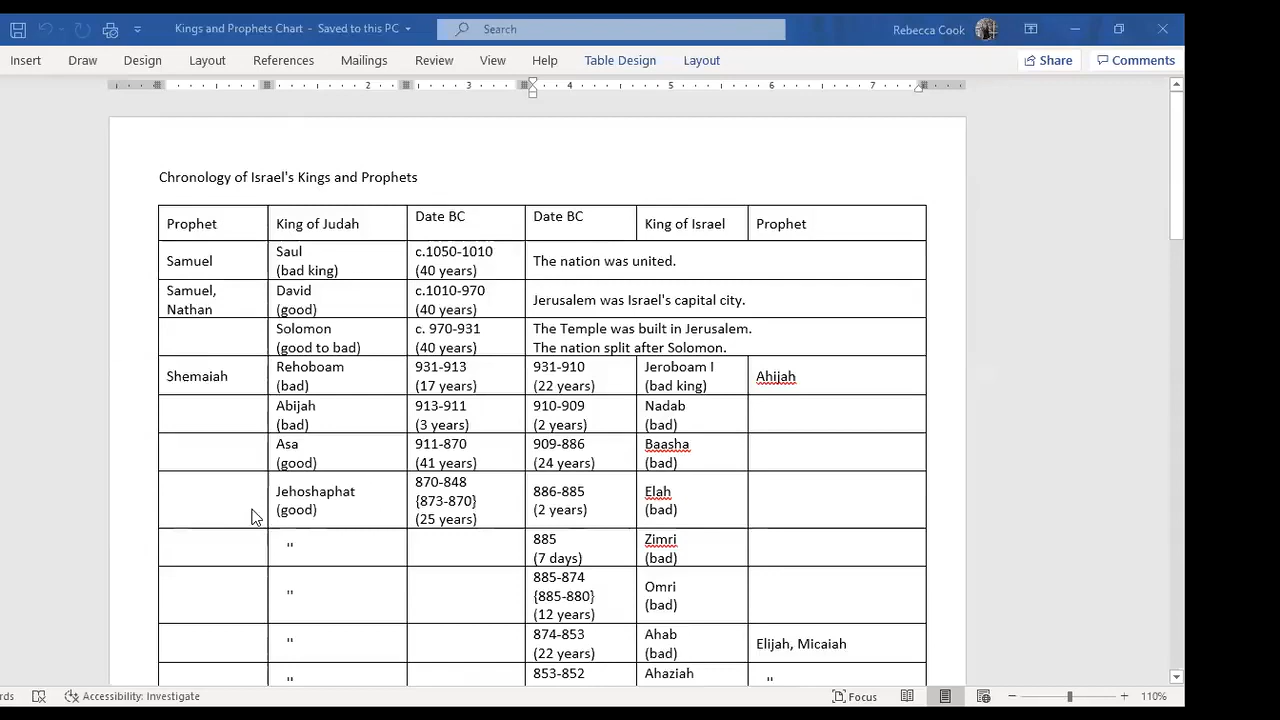 Kings and Prophets Chart - Saved to this PC
Search
Rebecca Cook
Insert Draw Design Layout References Mailings Review View Help Table Design Layout Share Comments
2 3 4 5 6 7
Chronology of Israel's Kings and Prophets
Prophet King of Judah Date BC Date BC King of Israel Prophet
Samuel
Saul
(bad king)
c.1050-1010
(40 years)
The nation was united.
Samuel,
Nathan
David
(good)
c.1010-970
(40 years)
Jerusalem was Israel's capital city.
Solomon
(good to bad)
c. 970-931
(40 years)
The Temple was built in Jerusalem.
The nation split after Solomon.
Shemaiah
Rehoboam
(bad)
931-913
(17 years)
931-910
(22 years)
Jeroboam I
(bad king)
Ahijah
Abijah
(bad)
913-911
(3 years)
910-909
(2 years)
Nadab
(bad)
Asa
(good)
911-870
(41 years)
909-886
(24 years)
Baasha
(bad)
Jehoshaphat
(good)
870-848
{873-870}
(25 years)
886-885
(2 years)
Elah
(bad)
"
885
(7 days)
Zimri
(bad)
"
885-874
{885-880}
(12 years)
Omri
(bad)
"
874-853
(22 years)
Ahab
(bad)
Elijah, Micaiah
"
853-852
Ahaziah
"
rds
Accessibility: Investigate
Focus
110%